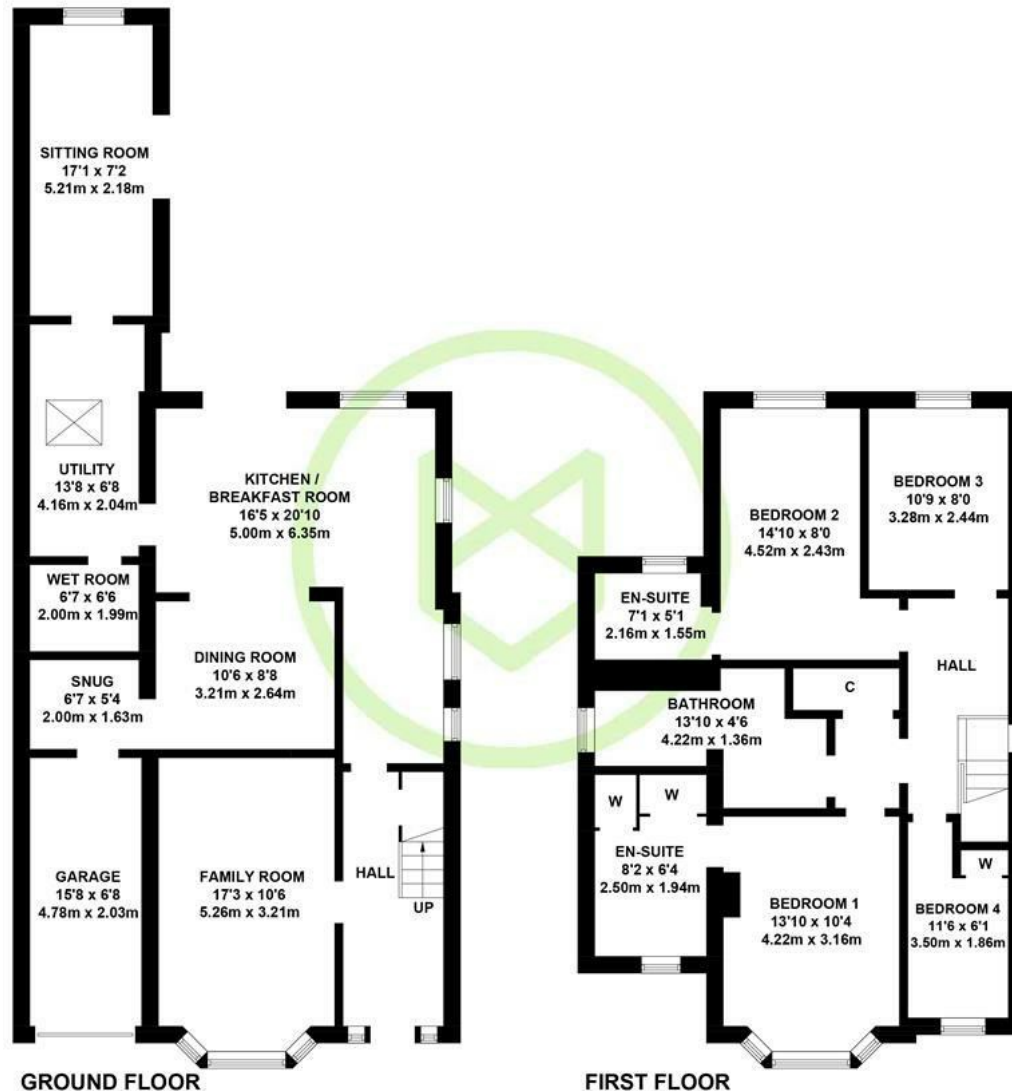 SITTING ROOM
17'1 x 7'2
5.21m x 2.18m
UTILITY
13'8 x 6'8
4.16m x 2.04m
KITCHEN /
BREAKFAST ROOM
16'5 x 20'10
5.00m x 6.35m
WET ROOM
6'7 x 6'6
2.00m x 1.99m
SNUG
6'7 x 5'4
2.00m x 1.63m
DINING ROOM
10'6 x 8'8
3.21m x 2.64m
GARAGE
15'8 x 6'8
4.78m x 2.03m
FAMILY ROOM
17'3 x 10'6
5.26m x 3.21m
HALL
UP
GROUND FLOOR
BEDROOM 2
14'10 x 8'0
4.52m x 2.43m
BEDROOM 3
10'9 x 8'0
3.28m x 2.44m
EN-SUITE
7'1 x 5'1
2.16m x 1.55m
HALL
C
BATHROOM
13'10 x 4'6
4.22m x 1.36m
W
W
EN-SUITE
8'2 x 6'4
2.50m x 1.94m
BEDROOM 1
13'10 x 10'4
4.22m x 3.16m
W
BEDROOM 4
11'6 x 6'1
3.50m x 1.86m
FIRST FLOOR